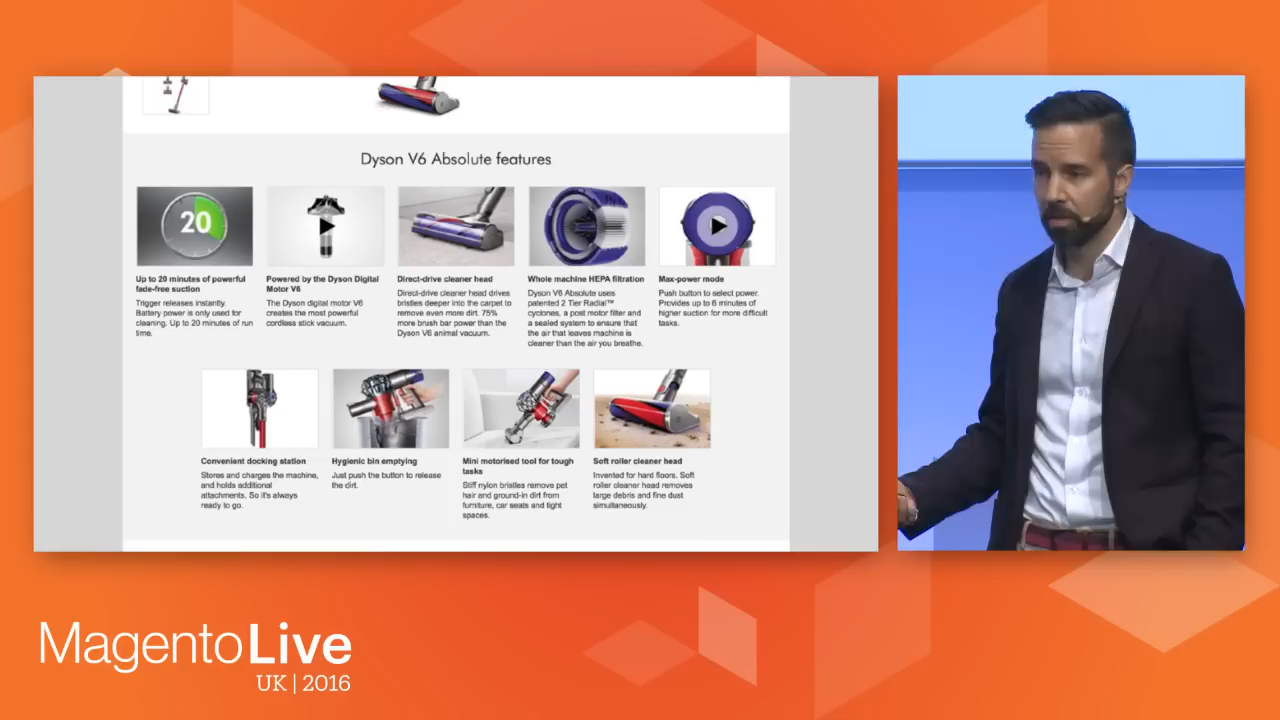 Dyson V6 Absolute features
20
Up to 20 minutes of powerful
fade-free suction
Trigger releases instantly.
Battery power is only used for
cleaning. Up to 20 minutes of run
time.
Powered by the Dyson Digital
Motor V6
The Dyson digital motor V6
creates the most powerful
cordless stick vacuum.
Direct-drive cleaner head
Direct-drive cleaner head drives
bristles deeper into the carpet to
remove even more dirt. 75%
more brush bar power than the
Dyson V6 animal vacuum.
Whole machine HEPA filtration
Dyson V6 Absolute uses
patented 2 Tier Radial™
cyclones, a post motor filter and
a sealed system to ensure that
the air that leaves machine is
cleaner than the air you breathe.
Max-power mode
Push button to select power.
Provides up to 6 minutes of
higher suction for more difficult
tasks.
Convenient docking station
Stores and charges the machine,
and holds additional
attachments. So it's always
ready to go.
Hygienic bin emptying
Just push the button to release
the dirt.
Mini motorised tool for tough
tasks
Stiff nylon bristles remove pet
hair and ground-in dirt from
furniture, car seats and tight
spaces.
Soft roller cleaner head
Invented for hard floors. Soft
roller cleaner head removes
large debris and fine dust
simultaneously.
MagentoLive
UK | 2016